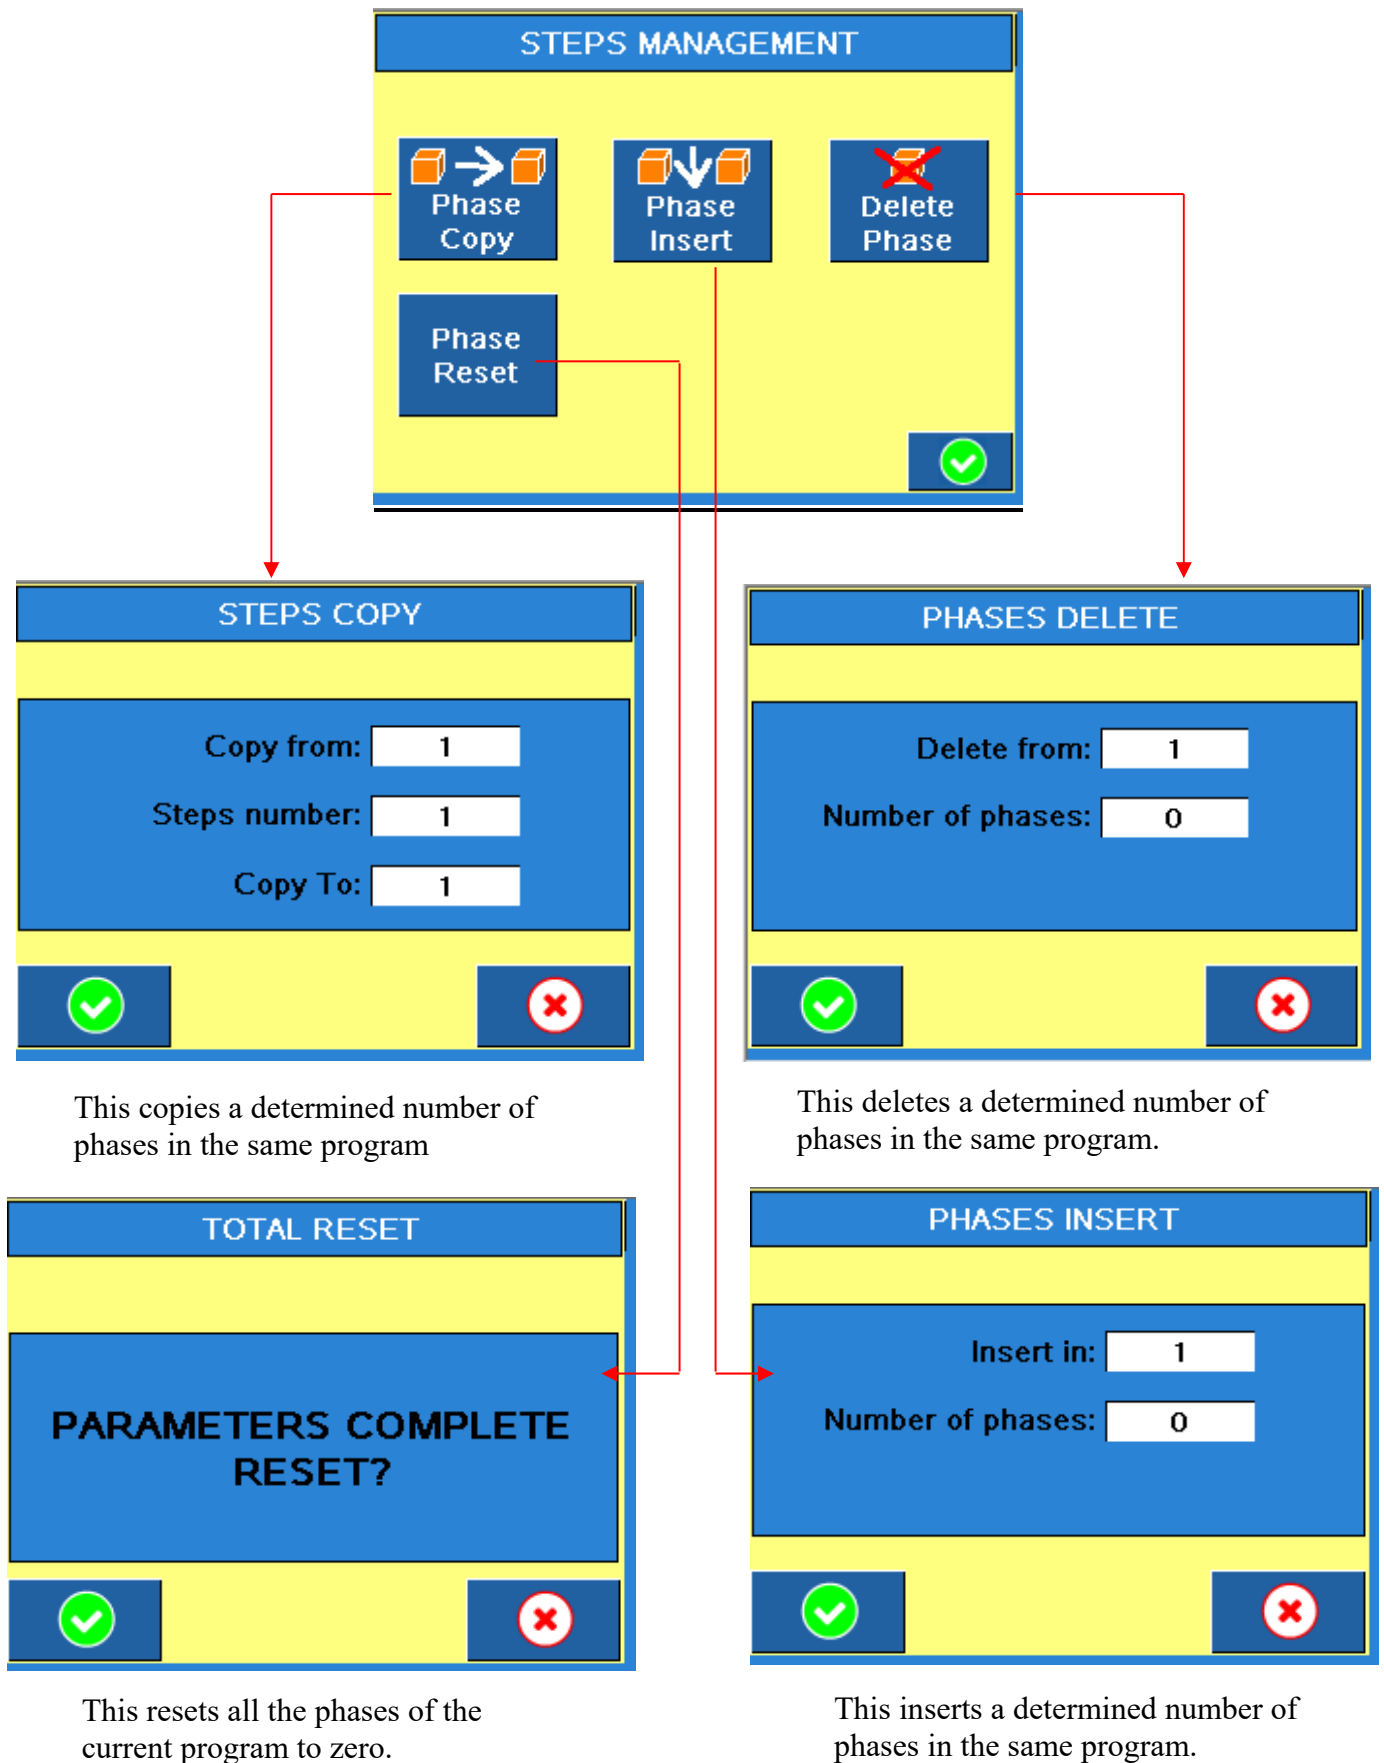 STEPS MANAGEMENT
Phase
Copy
Phase
Insert
Delete
Phase
Phase
Reset
STEPS COPY
Copy from: 1
Steps number: 1
Copy To: 1
This copies a determined number of
phases in the same program
PHASES DELETE
Delete from: 1
Number of phases: 0
This deletes a determined number of
phases in the same program.
TOTAL RESET
PARAMETERS COMPLETE
RESET?
This resets all the phases of the
current program to zero.
PHASES INSERT
Insert in: 1
Number of phases: 0
This inserts a determined number of
phases in the same program.